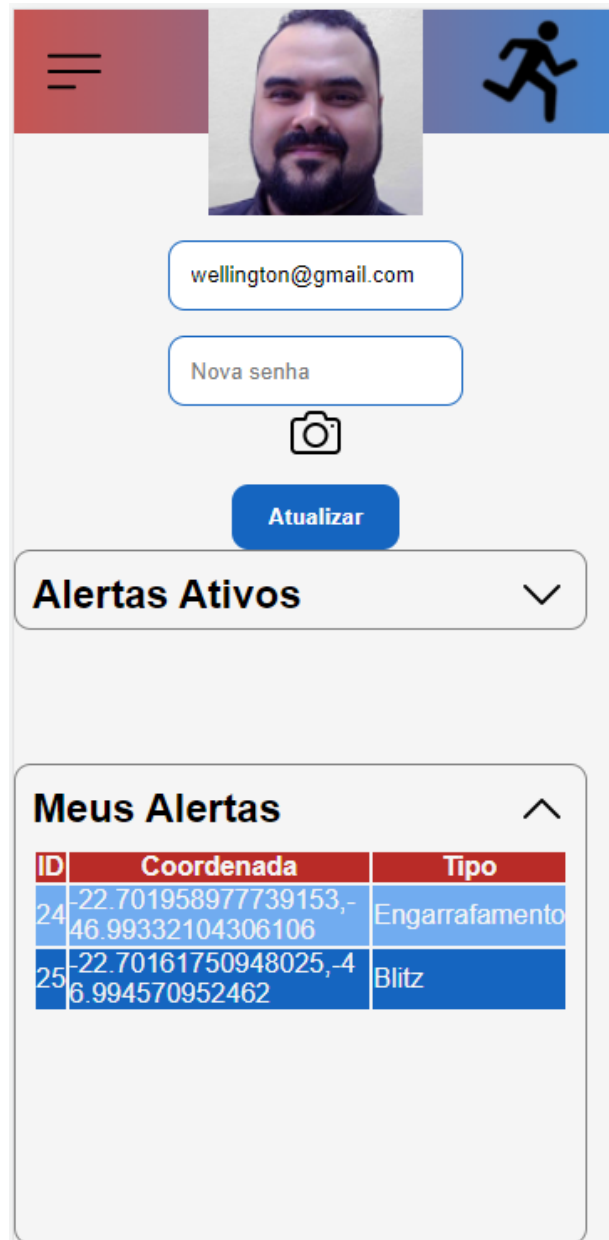 wellington@gmail.com
Nova senha
Atualizar
Alertas Ativos
Meus Alertas
ID Coordenada Tipo
24 -22.701958977739153,-
46.99332104306106 Engarrafamento
25 -22.70161750948025,-4
6.994570952462 Blitz